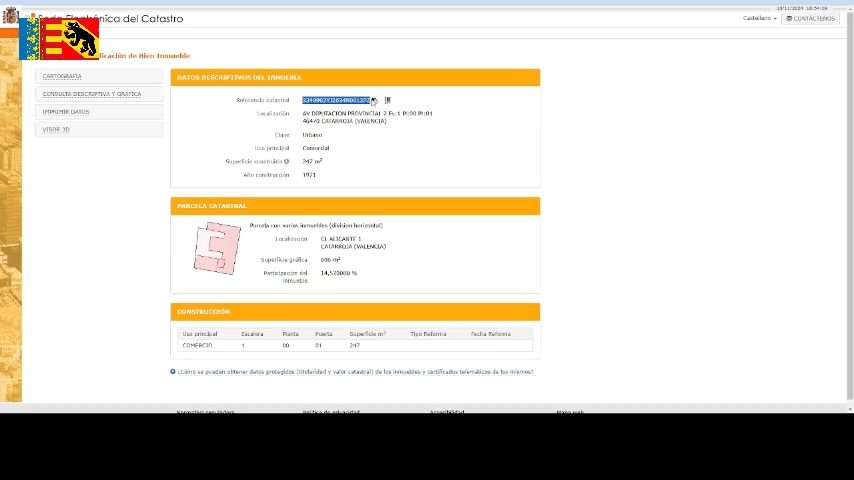 Sede Electrónica del Catastro
Castellano
CONTÁCTENOS
ficación de Bien Inmueble
CARTOGRAFÍA
CONSULTA DESCRIPTIVA Y GRÁFICA
IMPRIMIR DATOS
VISOR 3D
DATOS DESCRIPTIVOS DEL INMUEBLE
Referencia catastral
Localización AV DIPUTACION PROVINCIAL 2 Es:1 Pl:00 Pt:01
46470 CATARROJA (VALENCIA)
Clase Urbano
Uso principal Comercial
Superficie construida 247 m²
Año construcción 1971
PARCELA CATASTRAL
Parcela con varios inmuebles (division horizontal)
Localización CL ALICANTE 1
CATARROJA (VALENCIA)
Superficie gráfica 606 m²
Participación del inmueble 14,520000 %
CONSTRUCCIÓN
Uso principal Escalera Planta Puerta Superficie m² Tipo Reforma Fecha Reforma
COMERCIO 1 00 01 247
¿Cómo se pueden obtener datos protegidos (titularidad y valor catastral) de los inmuebles y certificados telemáticos de los mismos?
Normativa reguladora Política de privacidad Accesibilidad Mapa web